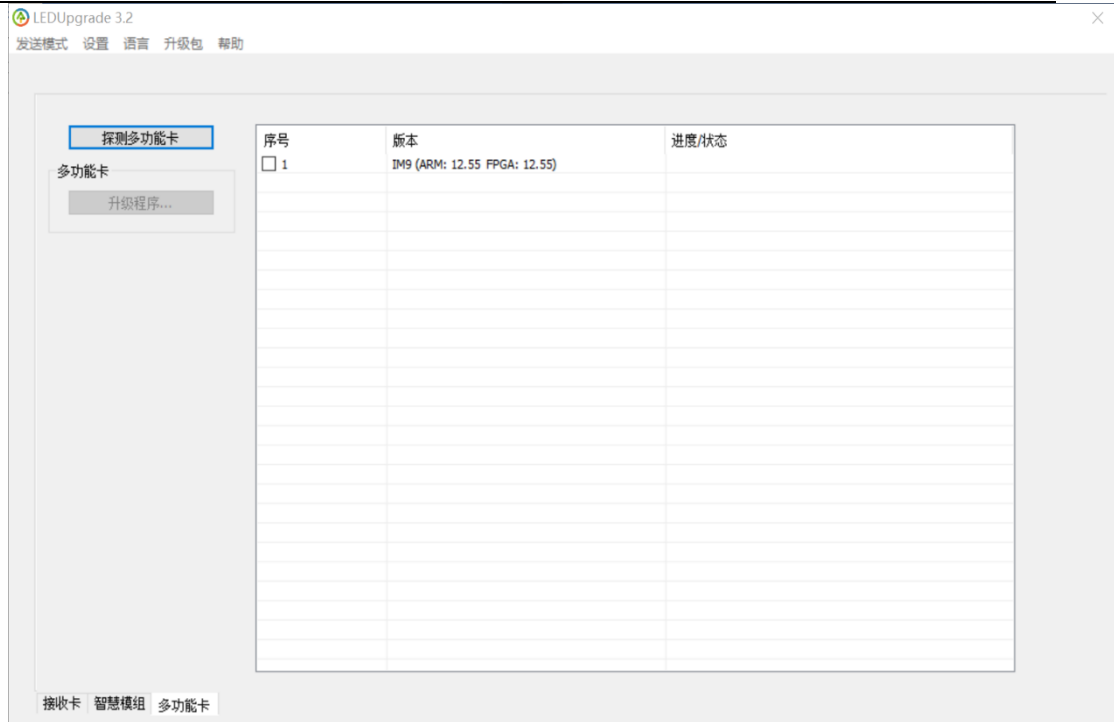 LEDUpgrade 3.2
发送模式 设置 语言 升级包 帮助
探测多功能卡
多功能卡
升级程序...
序号 版本 进度/状态
1 IM9 (ARM: 12.55 FPGA: 12.55)
接收卡 智慧模组 多功能卡